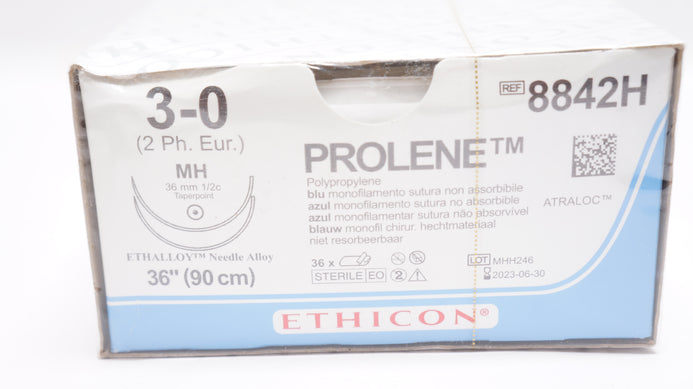 3-0
(2 Ph. Eur.)
MH
36 mm 1/2c
Taperpoint
ETHALLOY™ Needle Alloy
36" (90 cm)
REF 8842H
PROLENE™
Polypropylene
blu monofilamento sutura non assorbibile
azul monofilamento sutura no absorbible
azul monofilamentar sutura não absorvível
blauw monofil chirur. hechtmateriaal
niet resorbeerbaar
ATRALOC™
36 x
STERILE EO 2
LOT MHH246
2023-06-30
ETHICON®